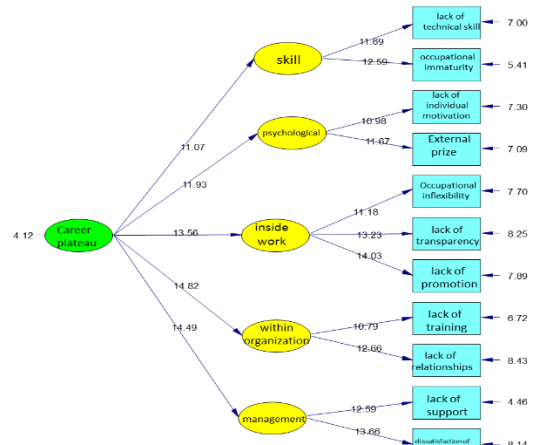 lack of
technical skill
7.00
11.69
skill
12.59
occupational
Immaturity
5.41
lack of
individual
motivation
7.30
10.98
psychological
11.67
External
prize
7.09
11.07
11.93
Occupational
inflexibility
7.70
11.18
4.12
Career
plateau
13.56
inside
work
13.23
lack of
transparency
8.25
14.03
lack of
promotion
7.89
14.82
14.49
within
organization
10.79
lack of
training
6.72
12.66
lack of
relationships
8.43
management
12.59
lack of
support
4.46
13.66
dissatisfation of
8.14